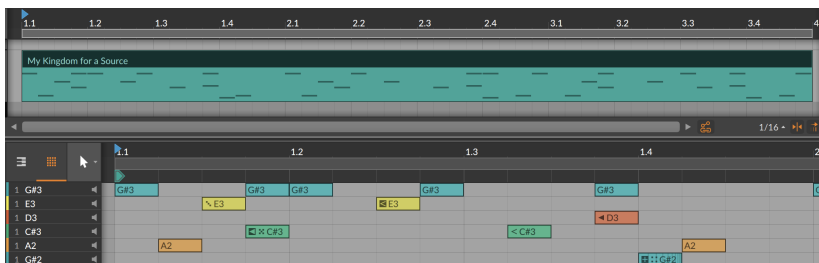 1.1 1.2 1.3 1.4 2.1 2.2 2.3 2.4 3.1 3.2 3.3 3.4 4
My Kingdom for a Source
1/16
1.1 1.2 1.3 1.4 2
1 G#3 G#3 G#3 G#3 G#3 G#3
1 E3 E3 E3
1 D3 D3
1 C#3 C#3 C#3
1 A2 A2 A2
1 G#2 G#2